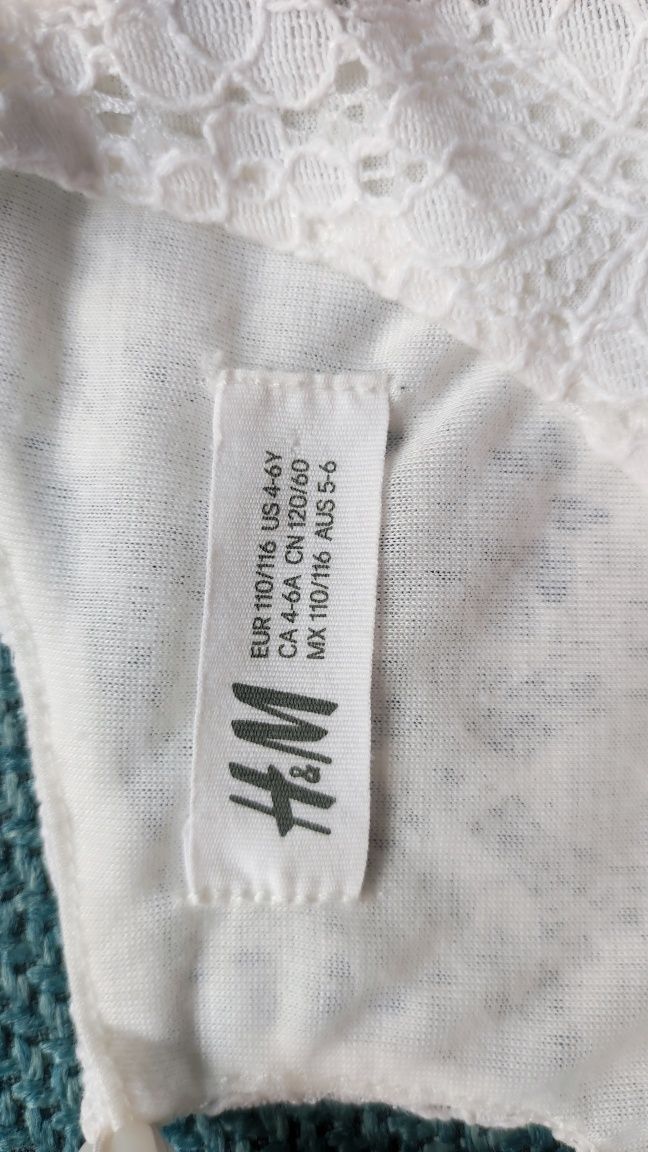 H&M
EUR 110/116 US 4-6Y
CA 4-6A CN 120/60
MX 110/116 AUS 5-6